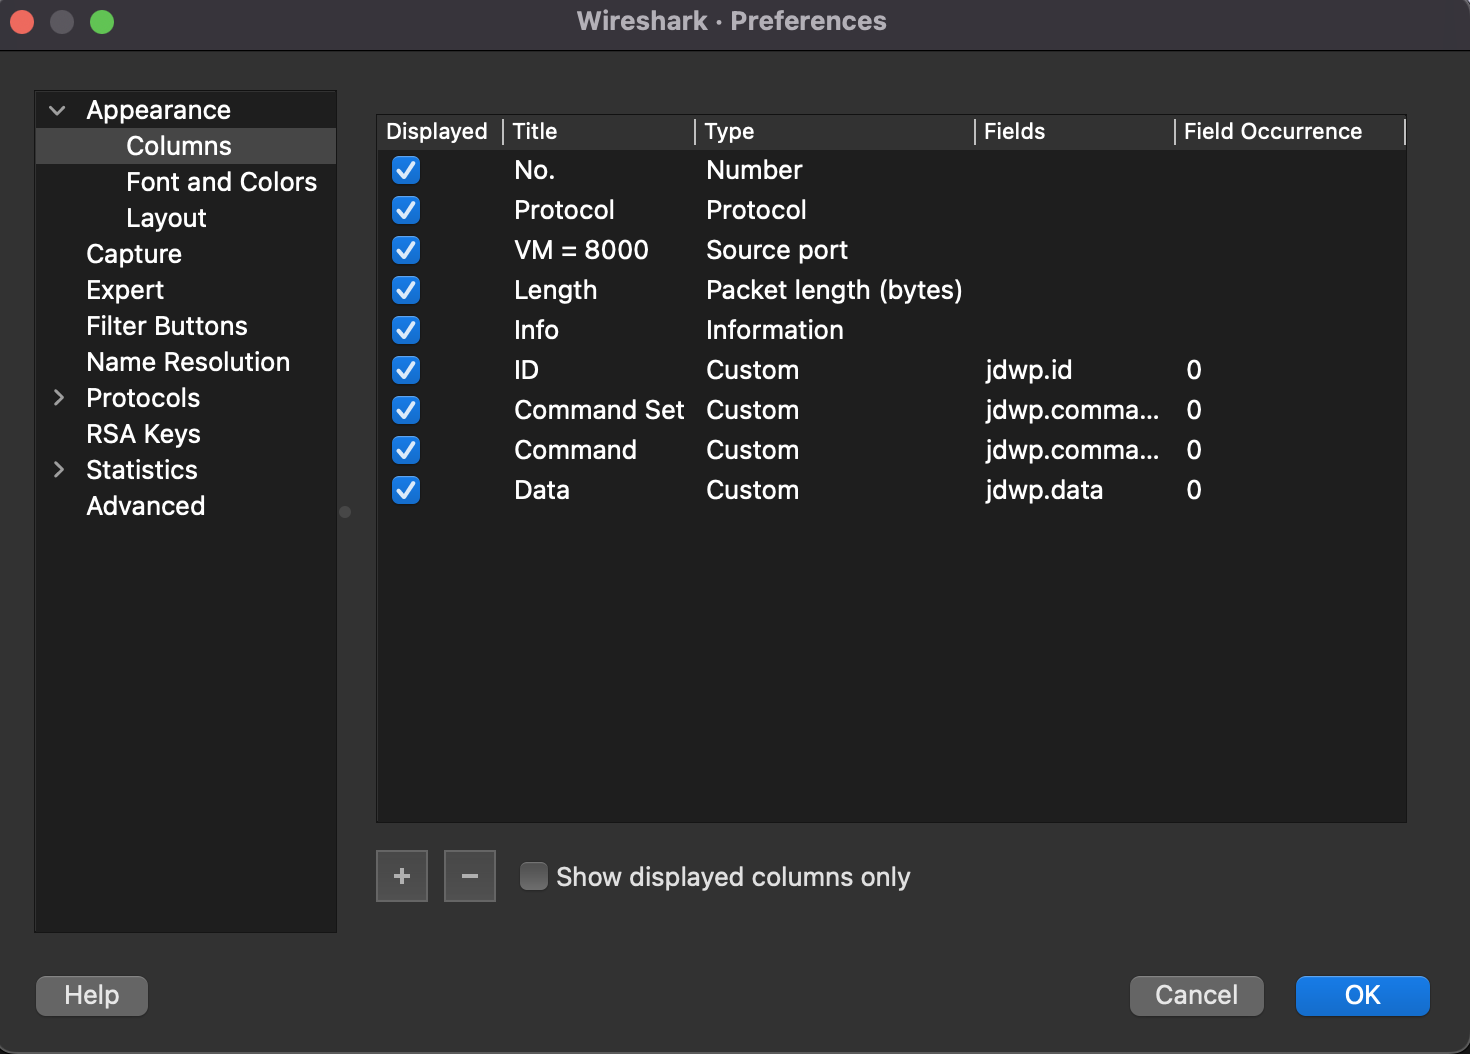 Wireshark · Preferences
Appearance
Columns
Font and Colors
Layout
Capture
Expert
Filter Buttons
Name Resolution
Protocols
RSA Keys
Statistics
Advanced
Displayed Title Type Fields Field Occurrence
No. Number
Protocol Protocol
VM = 8000 Source port
Length Packet length (bytes)
Info Information
ID Custom jdwp.id 0
Command Set Custom jdwp.comma... 0
Command Custom jdwp.comma... 0
Data Custom jdwp.data 0
+ − Show displayed columns only
Help Cancel OK